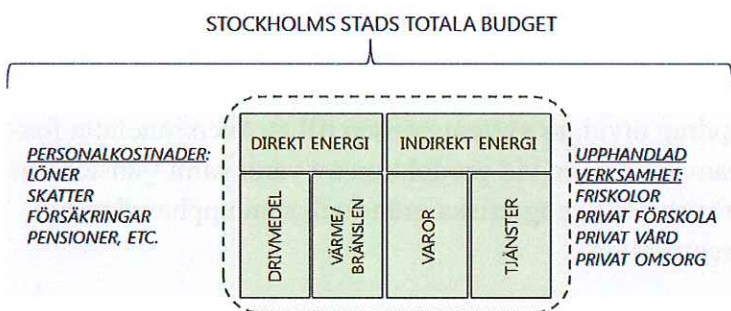 STOCKHOLMS STADS TOTALA BUDGET
PERSONALKOSTNADER:
LÖNER
SKATTER
FÖRSÄKRINGAR
PENSIONER, ETC.
DIREKT ENERGI
INDIREKT ENERGI
DRIVMEDEL
VÄRME/
BRÄNSLEN
VAROR
TJÄNSTER
UPPHANDLAD
VERKSAMHET:
FRISKOLOR
PRIVAT FÖRSKOLA
PRIVAT VÅRD
PRIVAT OMSORG